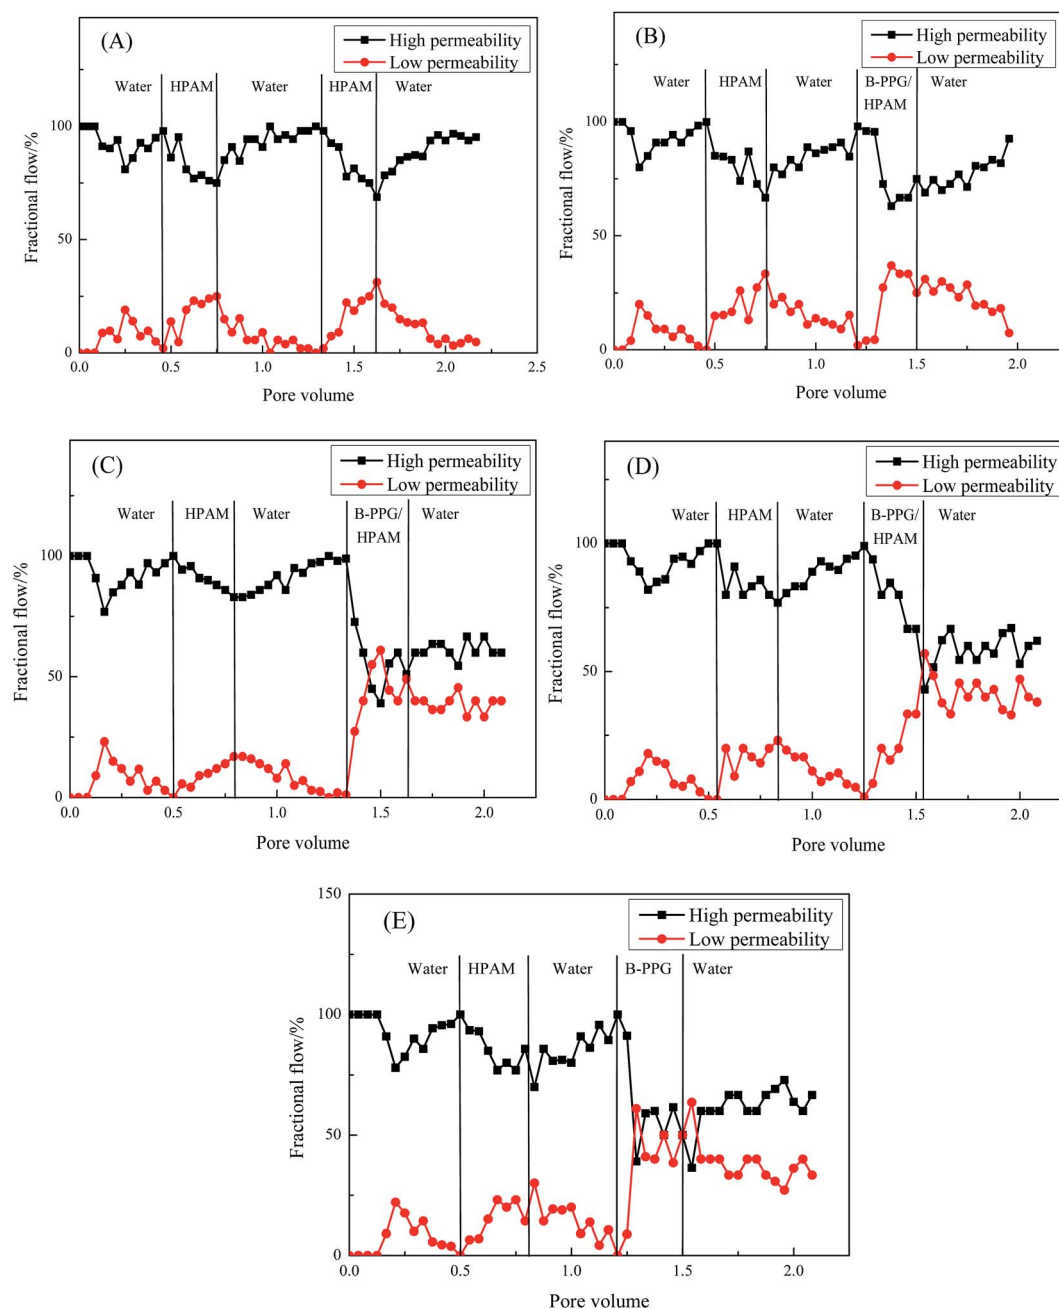 (A)
High permeability
Low permeability
Water HPAM Water HPAM Water
Fractional flow/%
100
50
0
0.0 0.5 1.0 1.5 2.0 2.5
Pore volume
(B)
High permeability
Low permeability
Water HPAM Water B-PPG/ Water
HPAM
Fractional flow/%
100
50
0
0.0 0.5 1.0 1.5 2.0
Pore volume
(C)
High permeability
Low permeability
Water HPAM Water B-PPG/ Water
HPAM
Fractional flow/%
100
50
0
0.0 0.5 1.0 1.5 2.0
Pore volume
(D)
High permeability
Low permeability
Water HPAM Water B-PPG/ Water
HPAM
Fractional flow/%
100
50
0
0.0 0.5 1.0 1.5 2.0
Pore volume
(E)
High permeability
Low permeability
Water HPAM Water B-PPG Water
Fractional flow/%
150
100
50
0
0.0 0.5 1.0 1.5 2.0
Pore volume